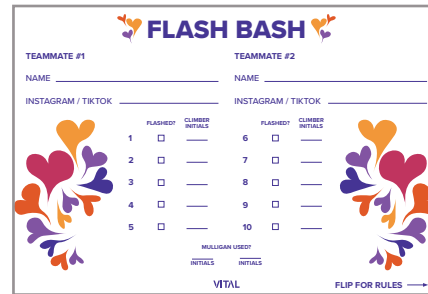 FLASH BASH
TEAMMATE #1 TEAMMATE #2
NAME NAME
INSTAGRAM / TIKTOK INSTAGRAM / TIKTOK
FLASHED? CLIMBER INITIALS FLASHED? CLIMBER INITIALS
1 6
2 7
3 8
4 9
5 10
MULLIGAN USED?
INITIALS INITIALS
VITAL FLIP FOR RULES